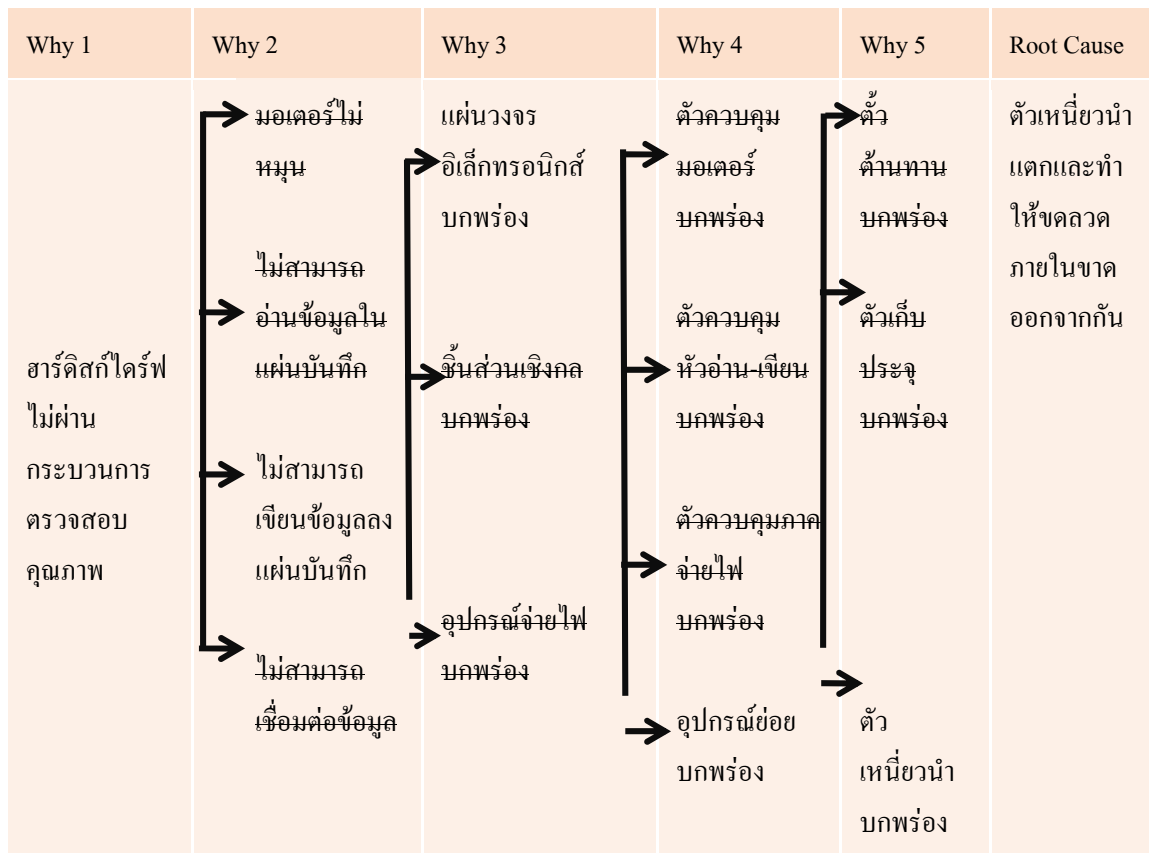 Why 1
Why 2
Why 3
Why 4
Why 5
Root Cause
ฮาร์ดิสก์ไดร์ฟ
ไม่ผ่าน
กระบวนการ
ตรวจสอบ
คุณภาพ
มอเตอร์ไม่
หมุน
ไม่สามารถ
อ่านข้อมูลใน
แผ่นบันทึก
ไม่สามารถ
เขียนข้อมูลลง
แผ่นบันทึก
ไม่สามารถ
เชื่อมต่อข้อมูล
แผ่นวงจร
อิเล็กทรอนิกส์
บกพร่อง
ชิ้นส่วนเชิงกล
บกพร่อง
อุปกรณ์จ่ายไฟ
บกพร่อง
ตัวควบคุม
มอเตอร์
บกพร่อง
ตัวควบคุม
หัวอ่าน-เขียน
บกพร่อง
ตัวควบคุมภาค
จ่ายไฟ
บกพร่อง
อุปกรณ์ย่อย
บกพร่อง
ตั้ว
ต้านทาน
บกพร่อง
ตัวเก็บ
ประจุ
บกพร่อง
ตัว
เหนี่ยวนำ
บกพร่อง
ตัวเหนี่ยวนำ
แตกและทำ
ให้ขดลวด
ภายในขาด
ออกจากกัน